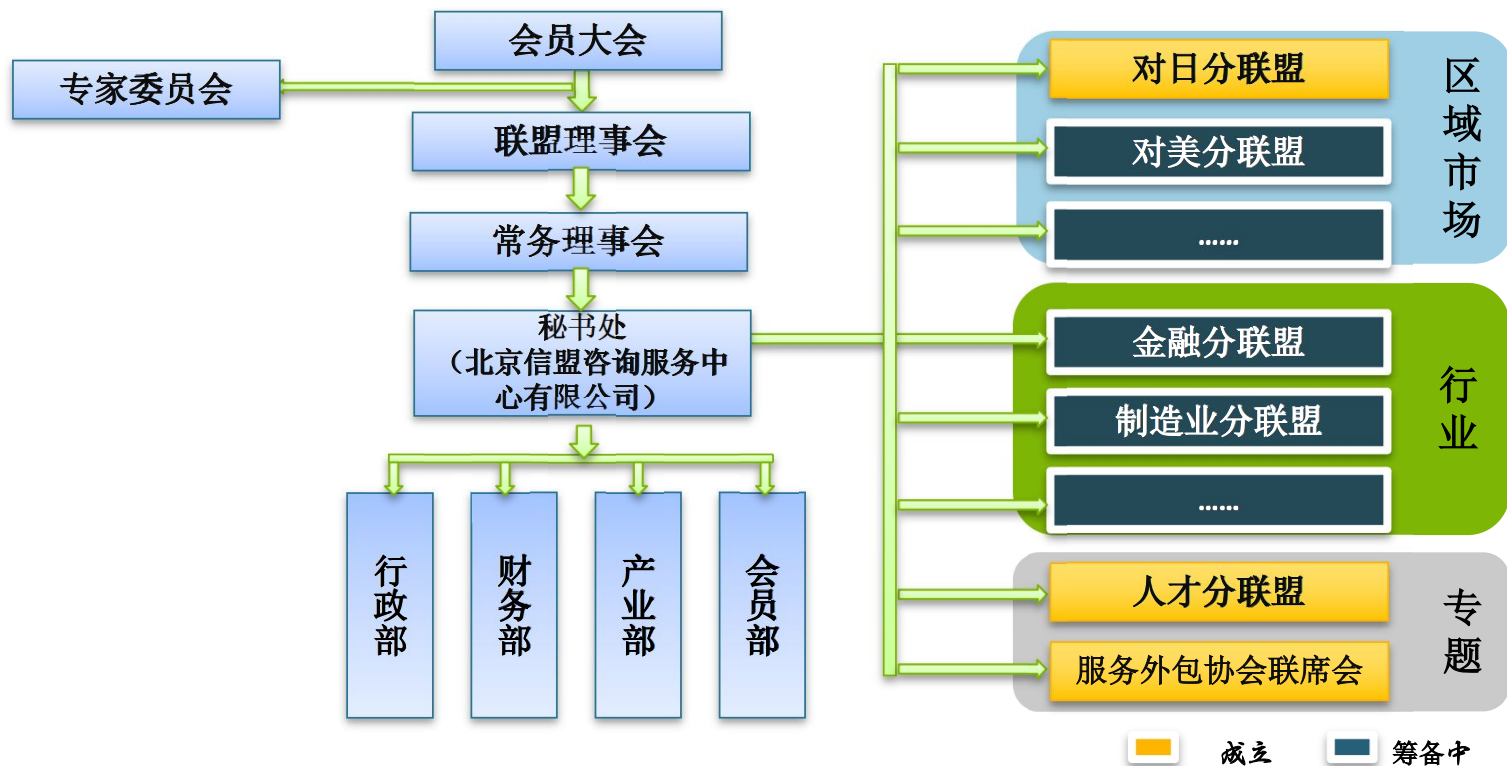 会员大会
专家委员会
联盟理事会
常务理事会
秘书处
（北京信盟咨询服务中
心有限公司）
行政部
财务部
产业部
会员部
对日分联盟
对美分联盟
......
区域市场
金融分联盟
制造业分联盟
......
行业
人才分联盟
服务外包协会联席会
专题
成立
筹备中